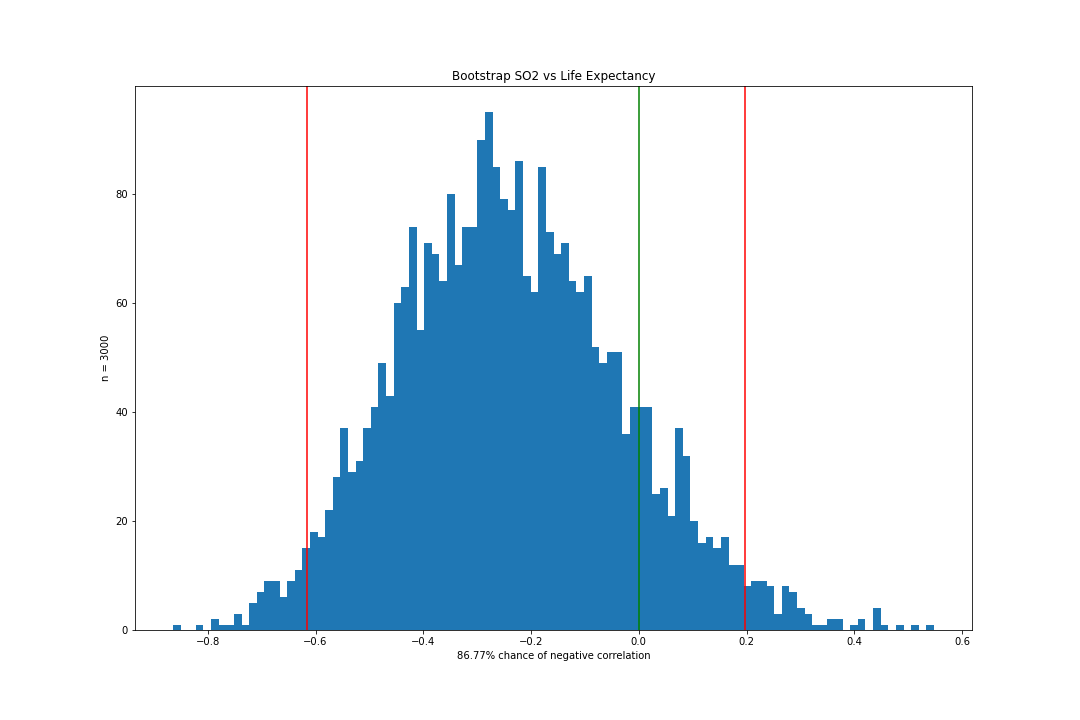 Bootstrap SO2 vs Life Expectancy
80
60
40
20
0
n = 3000
−0.8 −0.6 −0.4 −0.2 0.0 0.2 0.4 0.6
86.77% chance of negative correlation